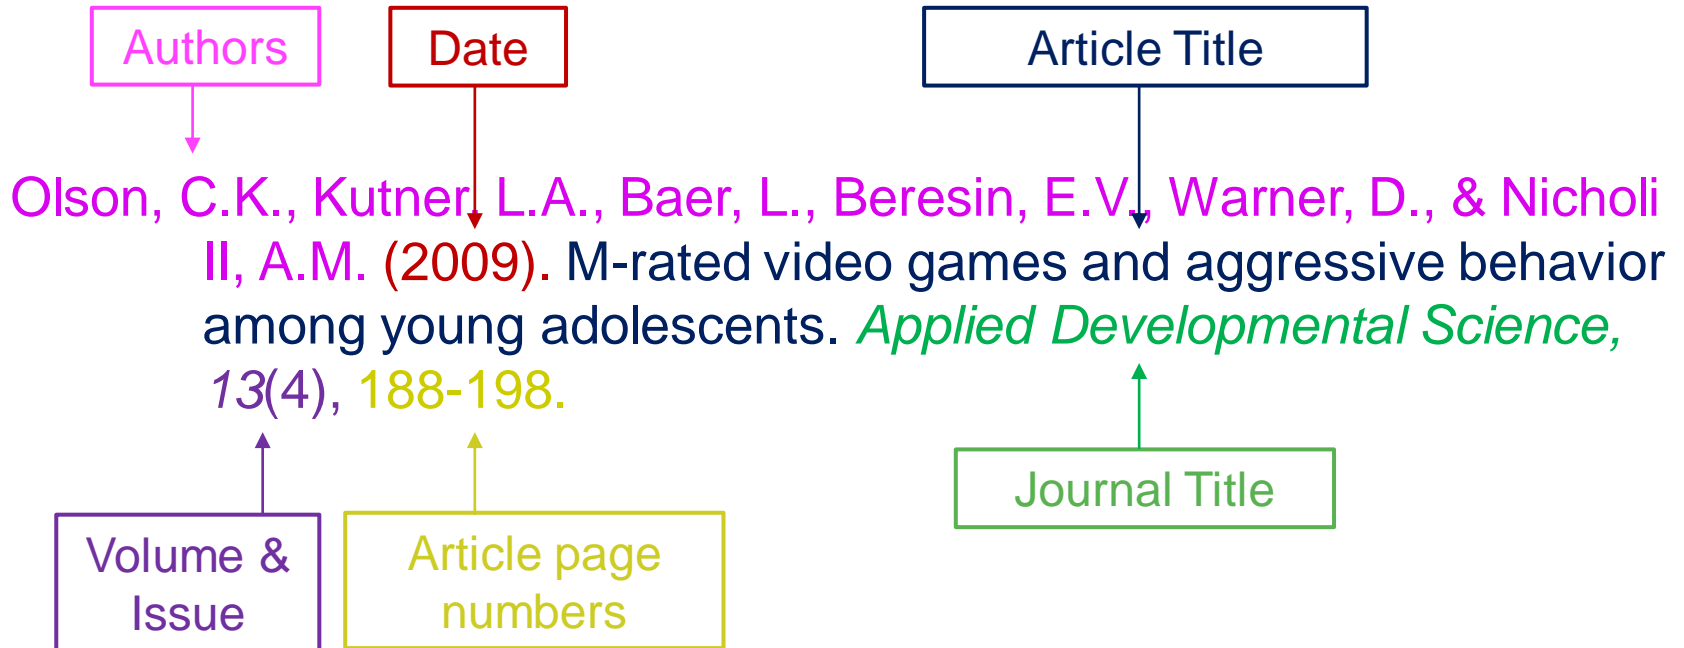 Authors
Date
Article Title
Olson, C.K., Kutner, L.A., Baer, L., Beresin, E.V., Warner, D., & Nicholi
II, A.M. (2009). M-rated video games and aggressive behavior
among young adolescents. Applied Developmental Science,
13(4), 188-198.
Journal Title
Volume &
Issue
Article page
numbers